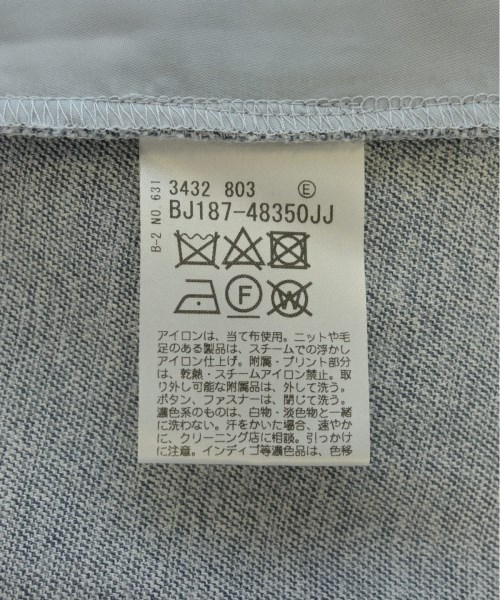 B-2 NO.631
3432 803 E
BJ187-48350JJ
F
W
アイロンは、当て布使用。ニットや毛
足のある製品は、スチームでの浮かし
アイロン仕上げ。附属・プリント部分
は、乾熱・スチームアイロン禁止。取
り外し可能な附属品は、外して洗う。
ボタン、ファスナーは、閉じて洗う。
濃色系のものは、白物・淡色物と一緒
に洗わない。汗をかいた場合、速やか
に、クリーニング店に相談。引っかけ
に注意。インディゴ等濃色品は、色移